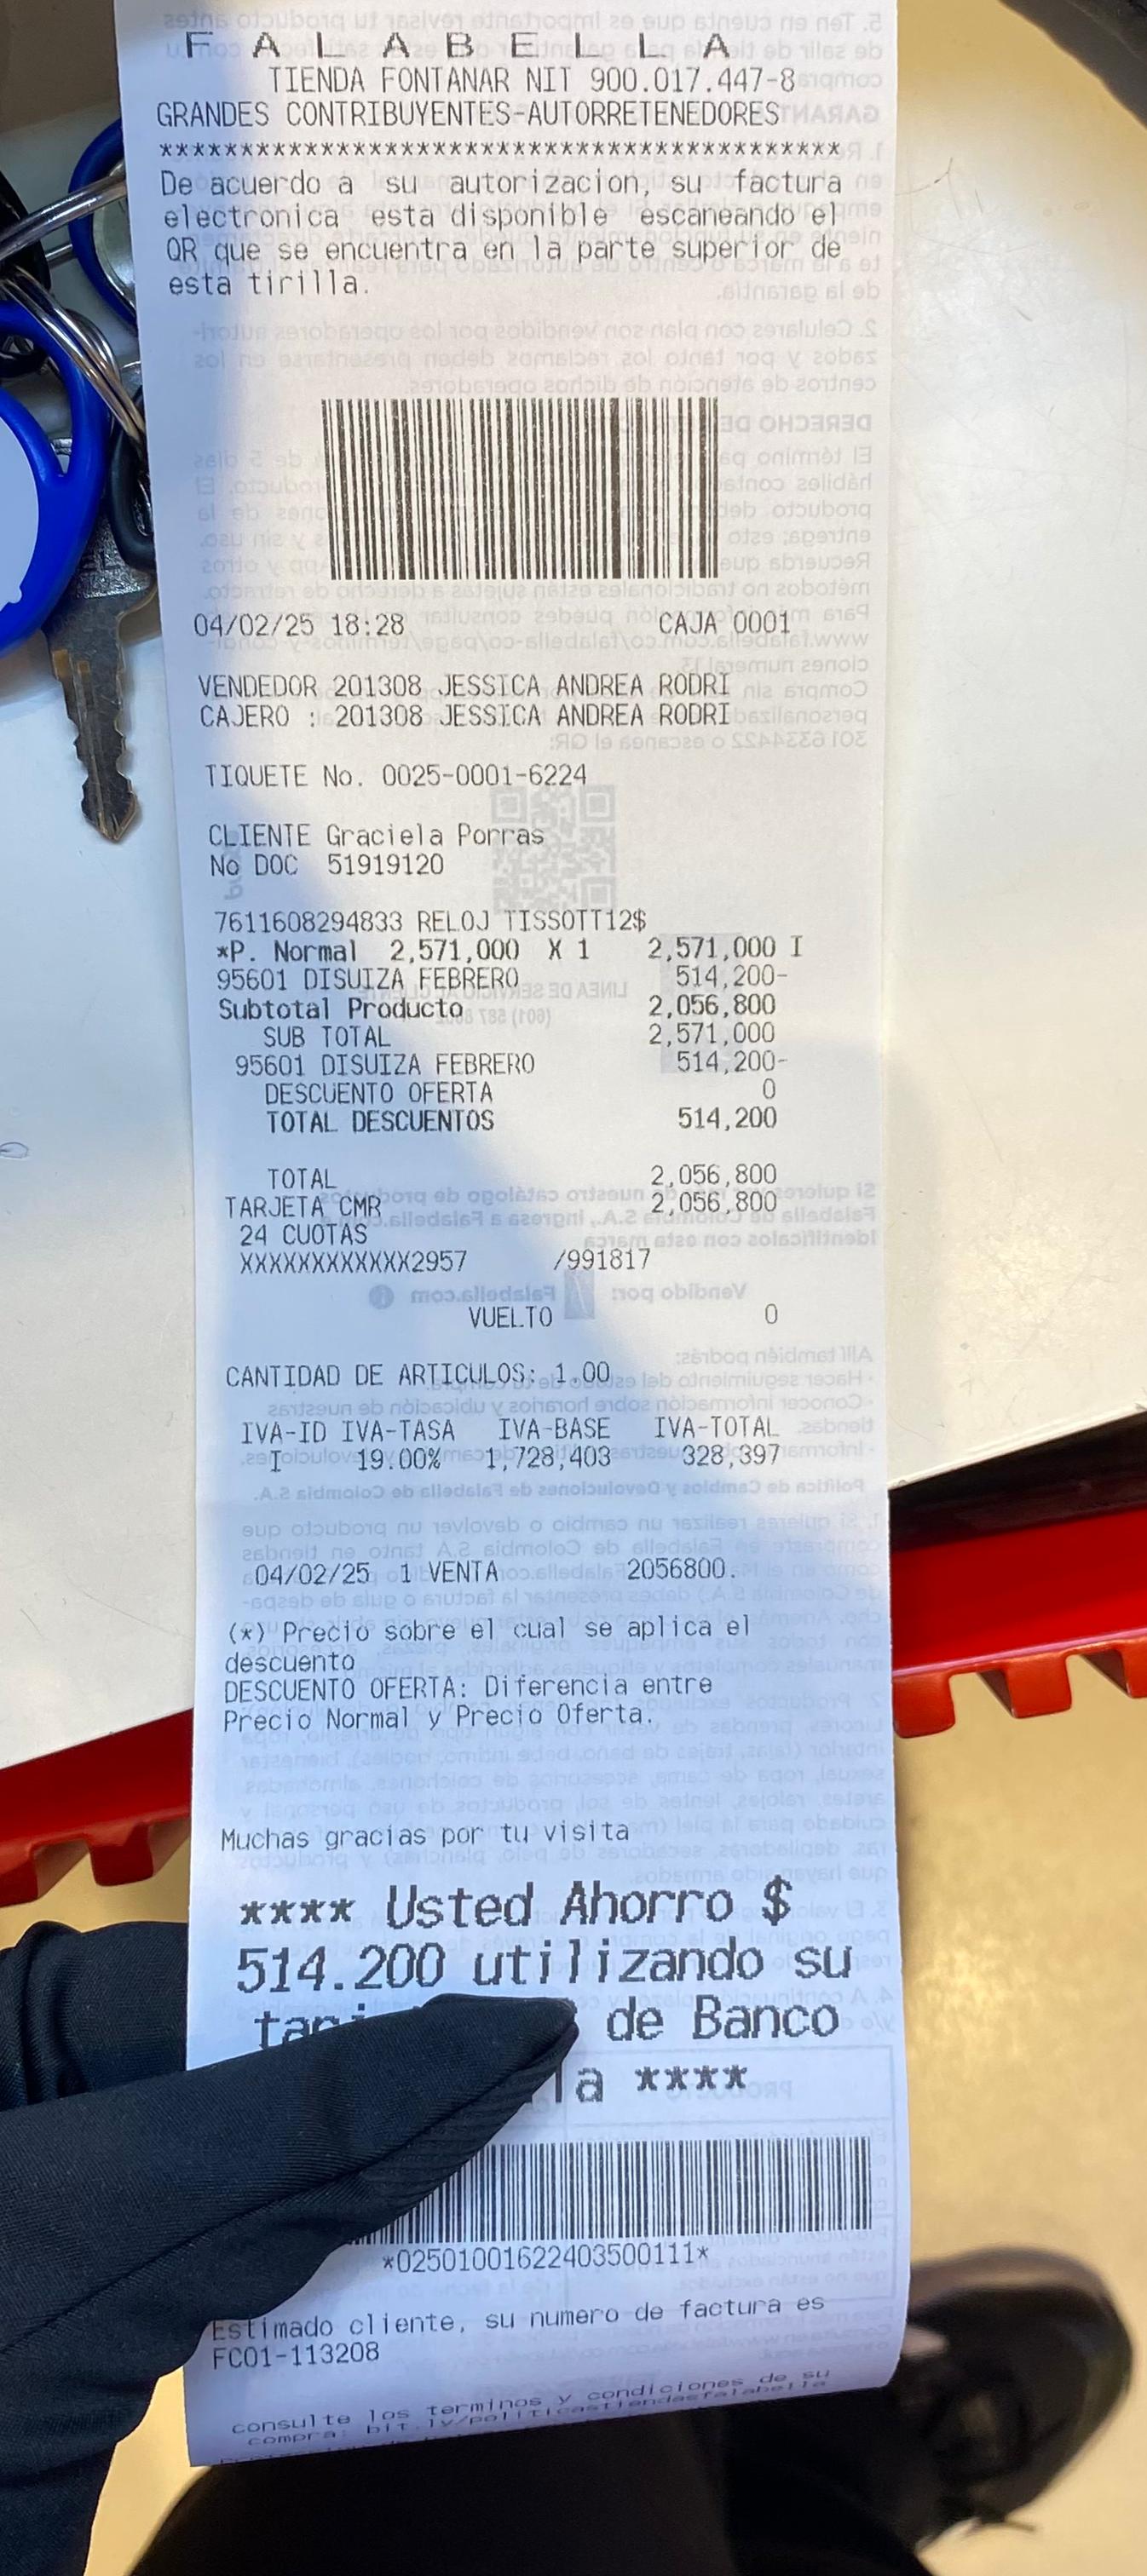 F A L A B E L L A
TIENDA FONTANAR NIT 900.017.447-8
GRANDES CONTRIBUYENTES-AUTORRETENEDORES
******************************************
De acuerdo a su autorizacion, su factura
electronica esta disponible escaneando el
QR que se encuentra en la parte superior de
esta tirilla.
04/02/25 18:28 CAJA 0001
VENDEDOR 201308 JESSICA ANDREA RODRI
CAJERO : 201308 JESSICA ANDREA RODRI
TIQUETE No. 0025-0001-6224
CLIENTE Graciela Porras
No DOC 51919120
7611608294833 RELOJ TISSOTT12$
*P. Normal 2,571,000 X 1 2,571,000 I
95601 DISUIZA FEBRERO 514,200-
Subtotal Producto 2,056,800
SUB TOTAL 2,571,000
95601 DISUIZA FEBRERO 514,200-
DESCUENTO OFERTA 0
TOTAL DESCUENTOS 514,200
TOTAL 2,056,800
TARJETA CMR 2,056,800
24 CUOTAS
XXXXXXXXXXXX2957 /991817
VUELTO 0
CANTIDAD DE ARTICULOS: 1.00
IVA-ID IVA-TASA IVA-BASE IVA-TOTAL
I 19.00% 1,728,403 328,397
04/02/25 1 VENTA 2056800.
(*) Precio sobre el cual se aplica el
descuento
DESCUENTO OFERTA: Diferencia entre
Precio Normal y Precio Oferta.
Muchas gracias por tu visita
**** Usted Ahorro $
514.200 utilizando su
de Banco
la ****
*02501001622403500111*
Estimado cliente, su numero de factura es
FC01-113208
consulte los terminos y condiciones de su
compra: bit.ly/politicastiendasfalabella